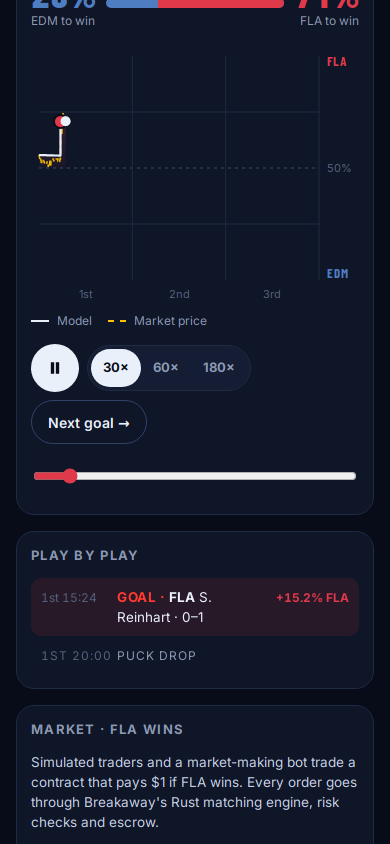 EDM to win
FLA to win
FLA
50%
EDM
1st 2nd 3rd
Model Market price
30× 60× 180×
Next goal →
PLAY BY PLAY
1st 15:24 GOAL · FLA S. +15.2% FLA
Reinhart · 0–1
1ST 20:00 PUCK DROP
MARKET · FLA WINS
Simulated traders and a market-making bot trade a
contract that pays $1 if FLA wins. Every order goes
through Breakaway's Rust matching engine, risk
checks and escrow.